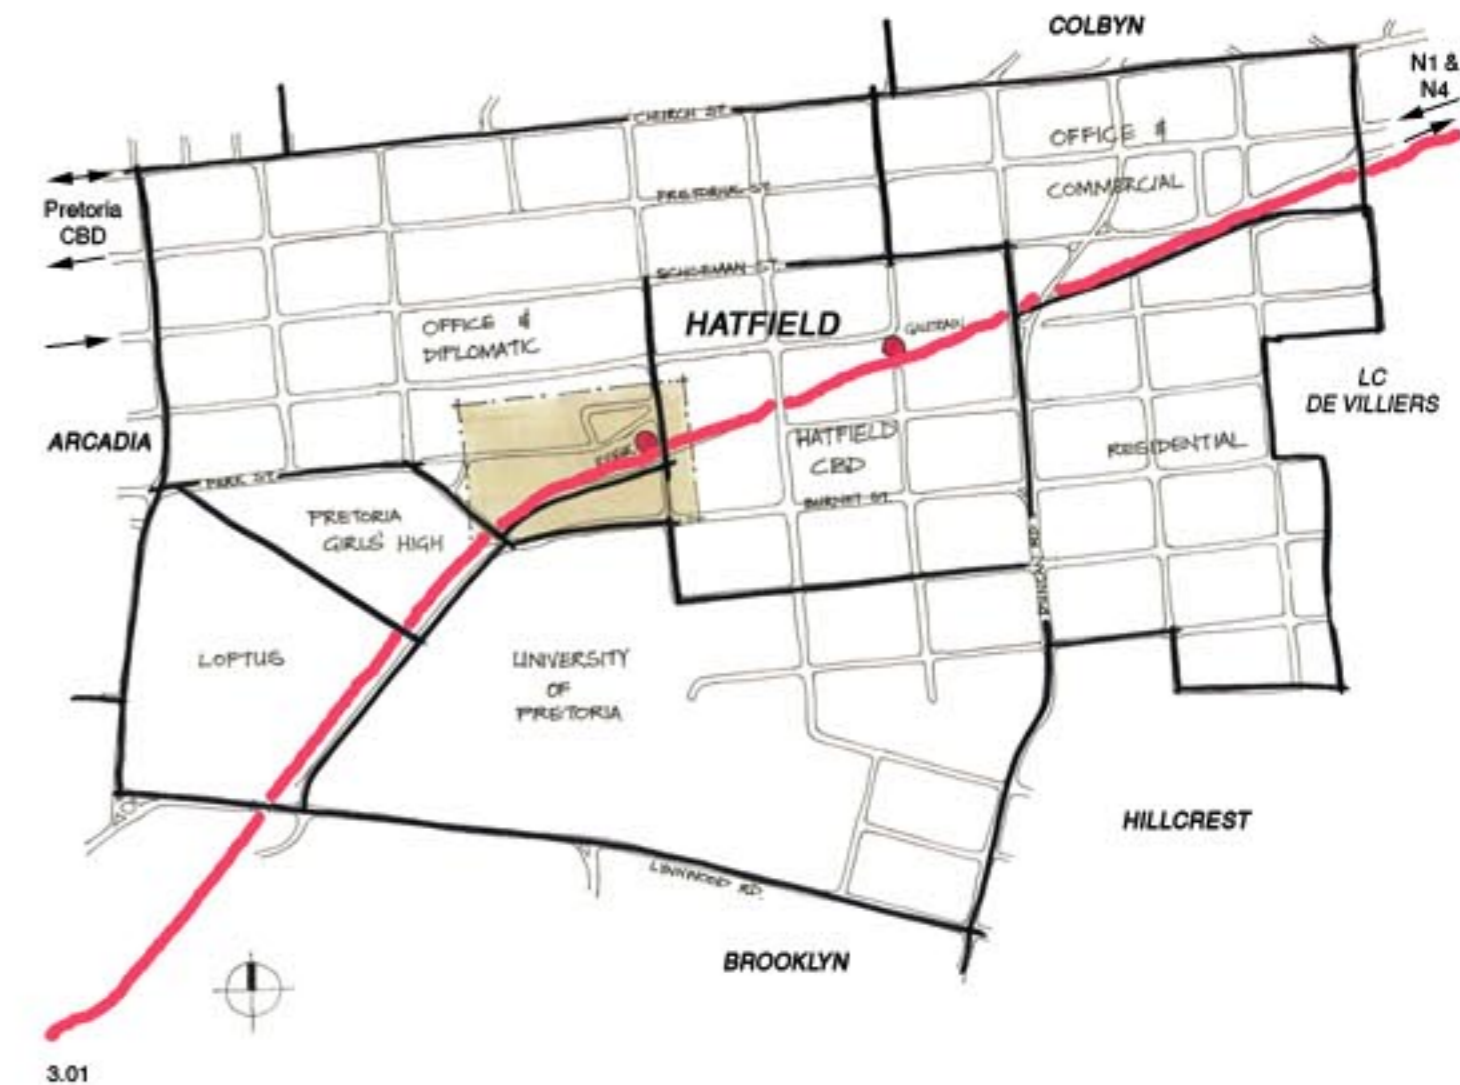 COLBYN
N1 &
N4
CHURCH ST.
OFFICE &
COMMERCIAL
Pretoria
CBD
SCHOEMAN ST.
OFFICE &
DIPLOMATIC
HATFIELD
GAUTRAIN
LC
DE VILLIERS
ARCADIA
HATFIELD
CBD
RESIDENTIAL
PARK ST.
BURNETT ST.
PRETORIA
GIRLS' HIGH
DUNCAN RD.
LOFTUS
UNIVERSITY
OF
PRETORIA
HILLCREST
LYNNWOOD RD.
BROOKLYN
3.01